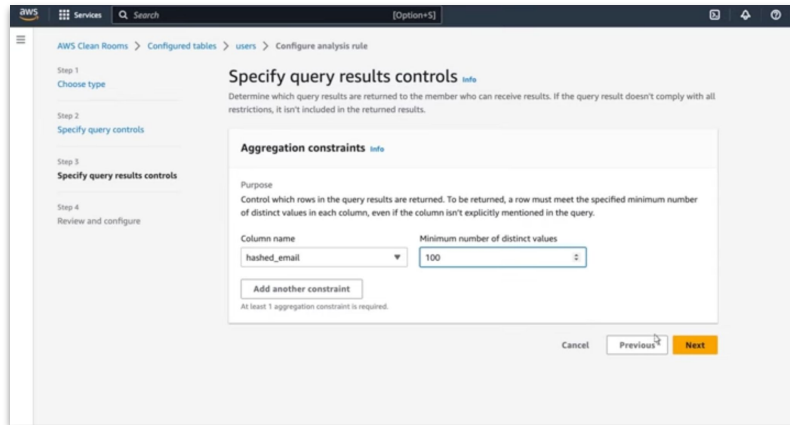 aws
Services
Search
[Option+S]
AWS Clean Rooms > Configured tables > users > Configure analysis rule
Step 1
Choose type
Step 2
Specify query controls
Step 3
Specify query results controls
Step 4
Review and configure
Specify query results controls Info
Determine which query results are returned to the member who can receive results. If the query result doesn't comply with all
restrictions, it isn't included in the returned results.
Aggregation constraints Info
Purpose
Control which rows in the query results are returned. To be returned, a row must meet the specified minimum number
of distinct values in each column, even if the column isn't explicitly mentioned in the query.
Column name
Minimum number of distinct values
hashed_email
100
Add another constraint
At least 1 aggregation constraint is required.
Cancel
Previous
Next